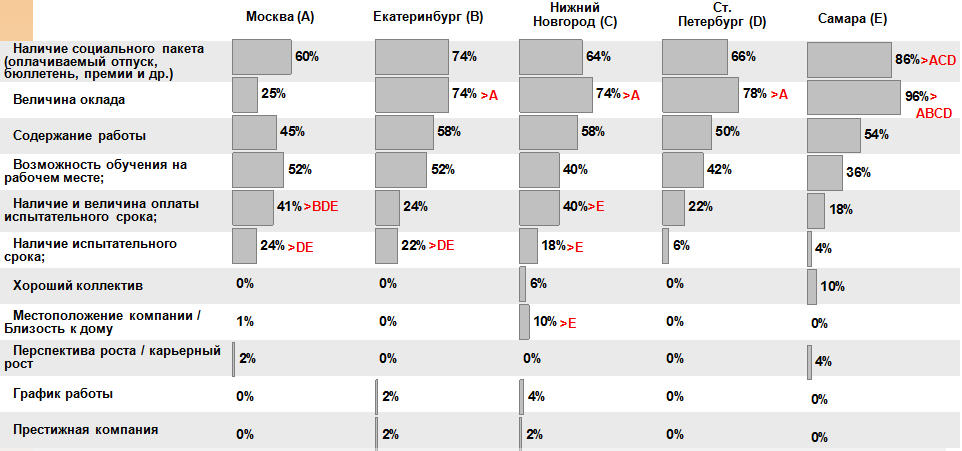 Москва (A) Екатеринбург (B) Нижний Новгород (C) Ст. Петербург (D) Самара (E)
Наличие социального пакета
(оплачиваемый отпуск,
бюллетень, премии и др.)
60% 74% 64% 66% 86%>ACD
Величина оклада 25% 74% >A 74% >A 78% >A 96%>
ABCD
Содержание работы 45% 58% 58% 50% 54%
Возможность обучения на
рабочем месте;
52% 52% 40% 42% 36%
Наличие и величина оплаты
испытательного срока;
41% >BDE 24% 40%>E 22% 18%
Наличие испытательного
срока;
24% >DE 22% >DE 18%>E 6% 4%
Хороший коллектив 0% 0% 6% 0% 10%
Местоположение компании /
Близость к дому
1% 0% 10% >E 0% 0%
Перспектива роста / карьерный
рост
2% 0% 0% 0% 4%
График работы 0% 2% 4% 0% 0%
Престижная компания 0% 2% 2% 0% 0%